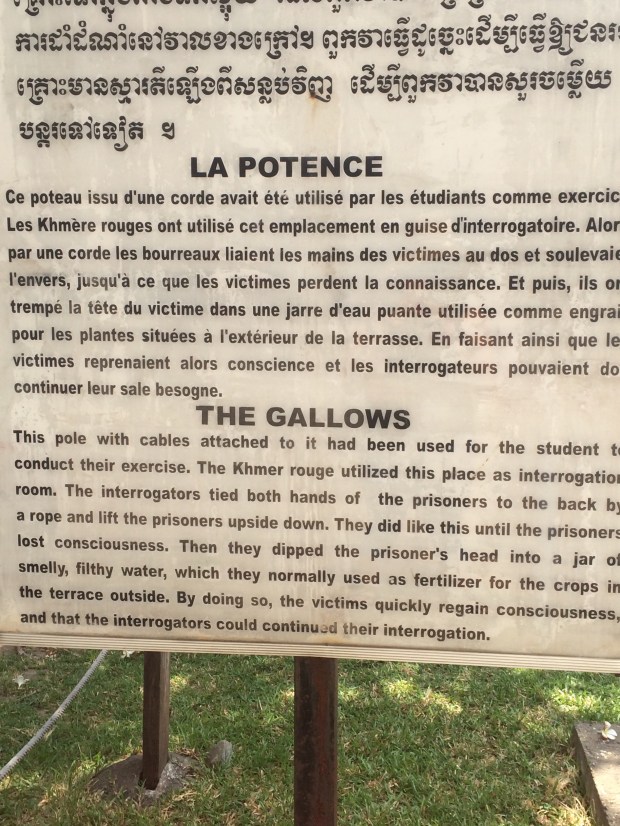 ការដាំដំណាំនៅវាលខាងក្រៅ។ ពួកវាធ្វើដូច្នេះដើម្បីធ្វើឱ្យជនរង
គ្រោះមានស្មារតីឡើងពីសន្លប់វិញ ដើម្បីពួកវាបានសួរចម្លើយ
បន្តរទៅទៀត ។
LA POTENCE
Ce poteau issu d'une corde avait été utilisé par les étudiants comme exercic
Les Khmère rouges ont utilisé cet emplacement en guise d'interrogatoire. Alor
par une corde les bourreaux liaient les mains des victimes au dos et soulevaie
l'envers, jusqu'à ce que les victimes perdent la connaissance. Et puis, ils on
trempé la tête du victime dans une jarre d'eau puante utilisée comme engrai
pour les plantes situées à l'extérieur de la terrasse. En faisant ainsi que le
victimes reprenaient alors conscience et les interrogateurs pouvaient do
continuer leur sale besogne.
THE GALLOWS
This pole with cables attached to it had been used for the student to
conduct their exercise. The Khmer rouge utilized this place as interrogation
room. The interrogators tied both hands of the prisoners to the back by
a rope and lift the prisoners upside down. They did like this until the prisoners
lost consciousness. Then they dipped the prisoner's head into a jar of
smelly, filthy water, which they normally used as fertilizer for the crops in
the terrace outside. By doing so, the victims quickly regain consciousness,
and that the interrogators could continued their interrogation.